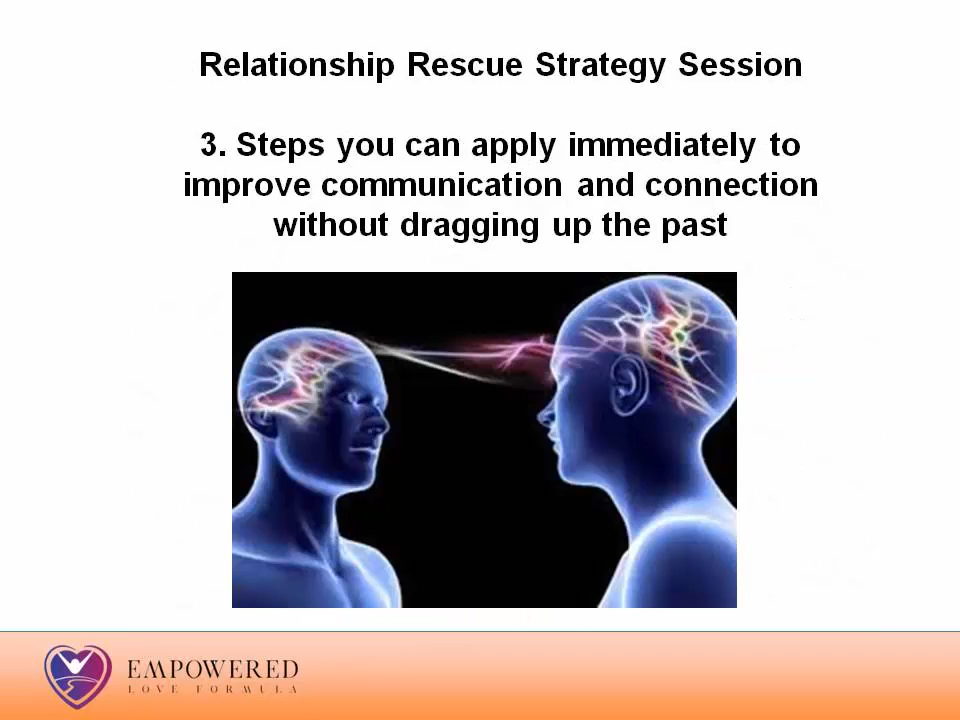 Relationship Rescue Strategy Session
3. Steps you can apply immediately to
improve communication and connection
without dragging up the past
EMPOWERED
LOVE FORMULA